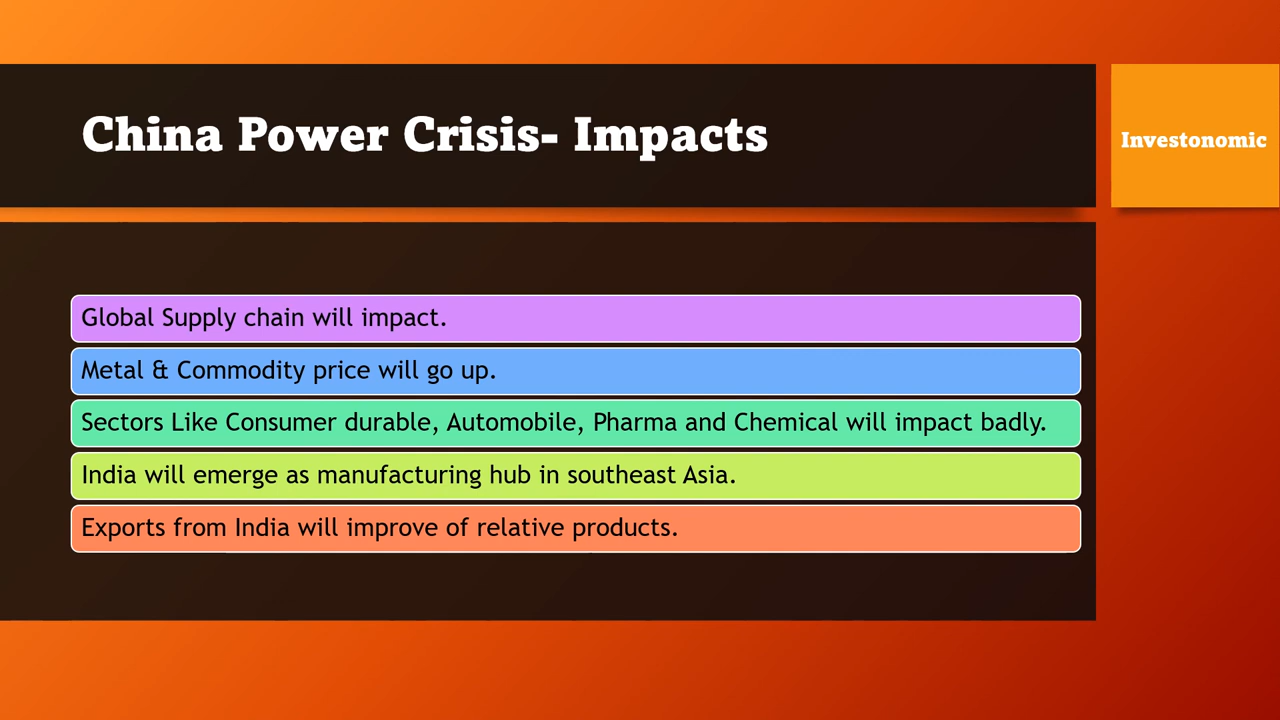 China Power Crisis- Impacts
Investonomic
Global Supply chain will impact.
Metal & Commodity price will go up.
Sectors Like Consumer durable, Automobile, Pharma and Chemical will impact badly.
India will emerge as manufacturing hub in southeast Asia.
Exports from India will improve of relative products.